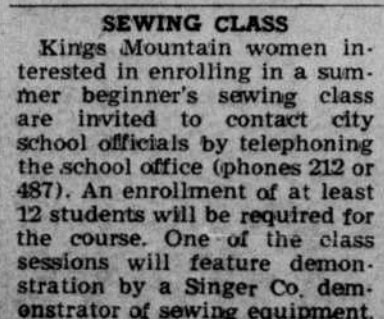 SEWING CLASS
Kings Mountain women in-
terested in enrolling in a sum-
mer beginner's sewing class
are invited to contact city
school officials by telephoning
the school office (phones 212 or
487). An enrollment of at least
12 students will be required for
the course. One of the class
sessions will feature demon-
stration by a Singer Co. dem-
onstrator of sewing equipment.